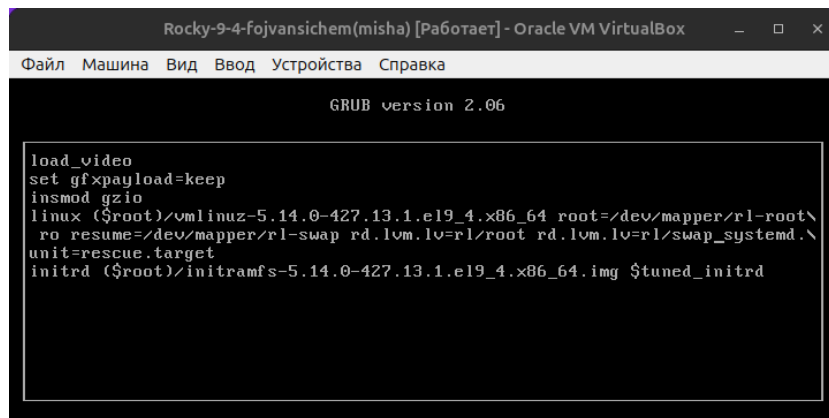 Rocky-9-4-fojvansichem(misha) [Работает] - Oracle VM VirtualBox
Файл Машина Вид Ввод Устройства Справка
GRUB version 2.06
load_video
set gfxpayload=keep
insmod gzio
linux ($root)/vmlinuz-5.14.0-427.13.1.el9_4.x86_64 root=/dev/mapper/rl-root\
ro resume=/dev/mapper/rl-swap rd.lvm.lv=rl/root rd.lvm.lv=rl/swap_systemd.\
unit=rescue.target
initrd ($root)/initramfs-5.14.0-427.13.1.el9_4.x86_64.img $tuned_initrd